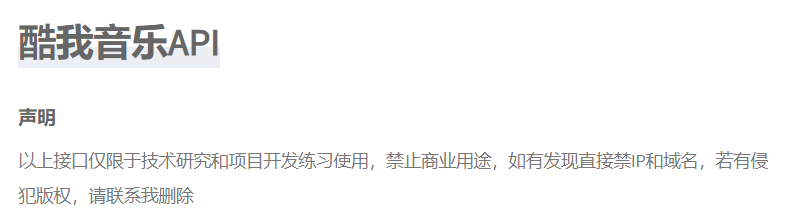 酷我音乐API
声明
以上接口仅限于技术研究和项目开发练习使用，禁止商业用途，如有发现直接禁IP和域名，若有侵
犯版权，请联系我删除